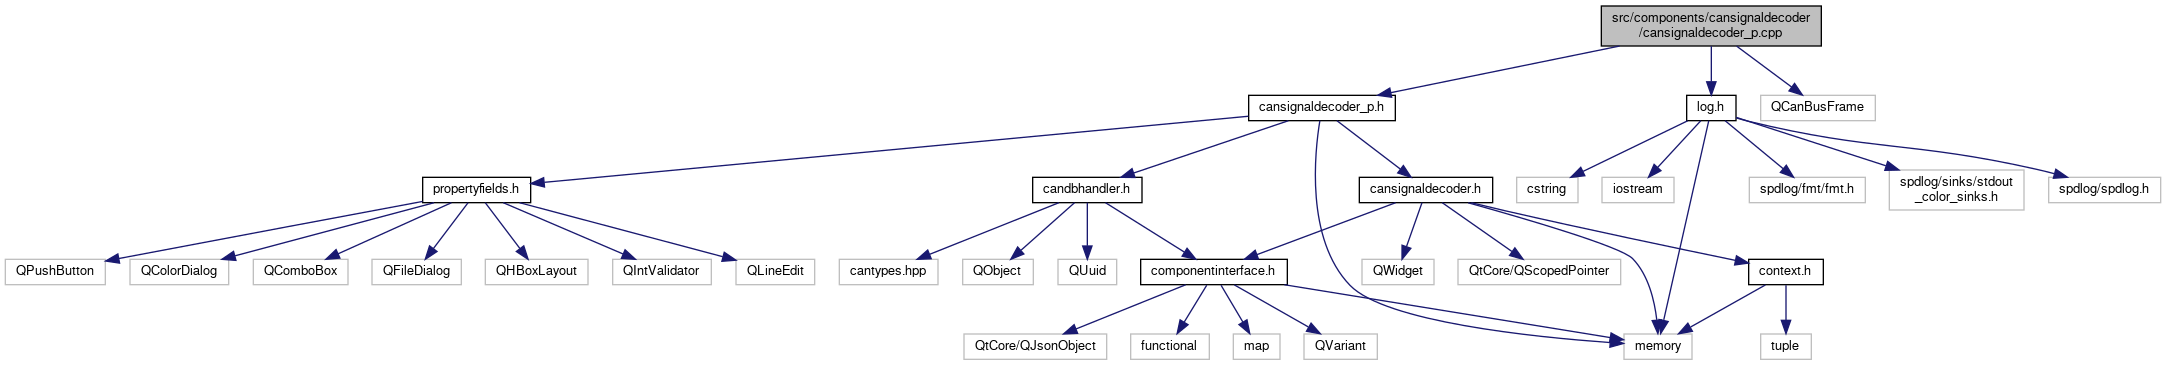 src/components/cansignaldecoder
/cansignaldecoder_p.cpp
cansignaldecoder_p.h
log.h
QCanBusFrame
propertyfields.h
candbhandler.h
cansignaldecoder.h
cstring
iostream
spdlog/fmt/fmt.h
spdlog/sinks/stdout
_color_sinks.h
spdlog/spdlog.h
QPushButton
QColorDialog
QComboBox
QFileDialog
QHBoxLayout
QIntValidator
QLineEdit
cantypes.hpp
QObject
QUuid
componentinterface.h
QWidget
QtCore/QScopedPointer
context.h
QtCore/QJsonObject
functional
map
QVariant
memory
tuple